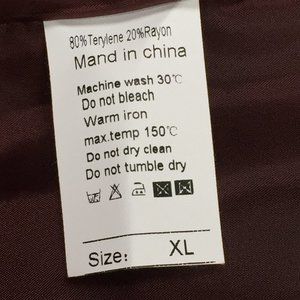 80%Terylene 20%Rayon
Mand in china
Machine wash 30℃
Do not bleach
Warm iron
max.temp 150℃
Do not dry clean
Do not tumble dry
Size: XL